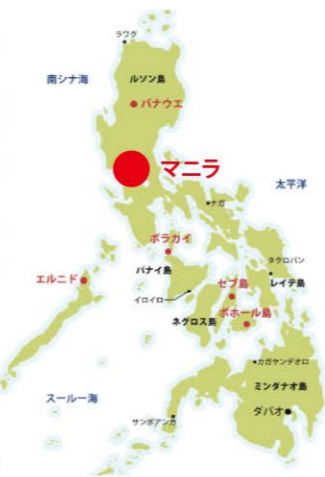 ラワグ
南シナ海
ルソン島
バナウエ
マニラ
太平洋
ナガ
ボラカイ
タクロバン
パナイ島
セブ島
レイテ島
エルニド
イロイロ
ボホール島
ネグロス島
カガヤンデオロ
ミンダナオ島
スールー海
ダバオ
サンボアンガ